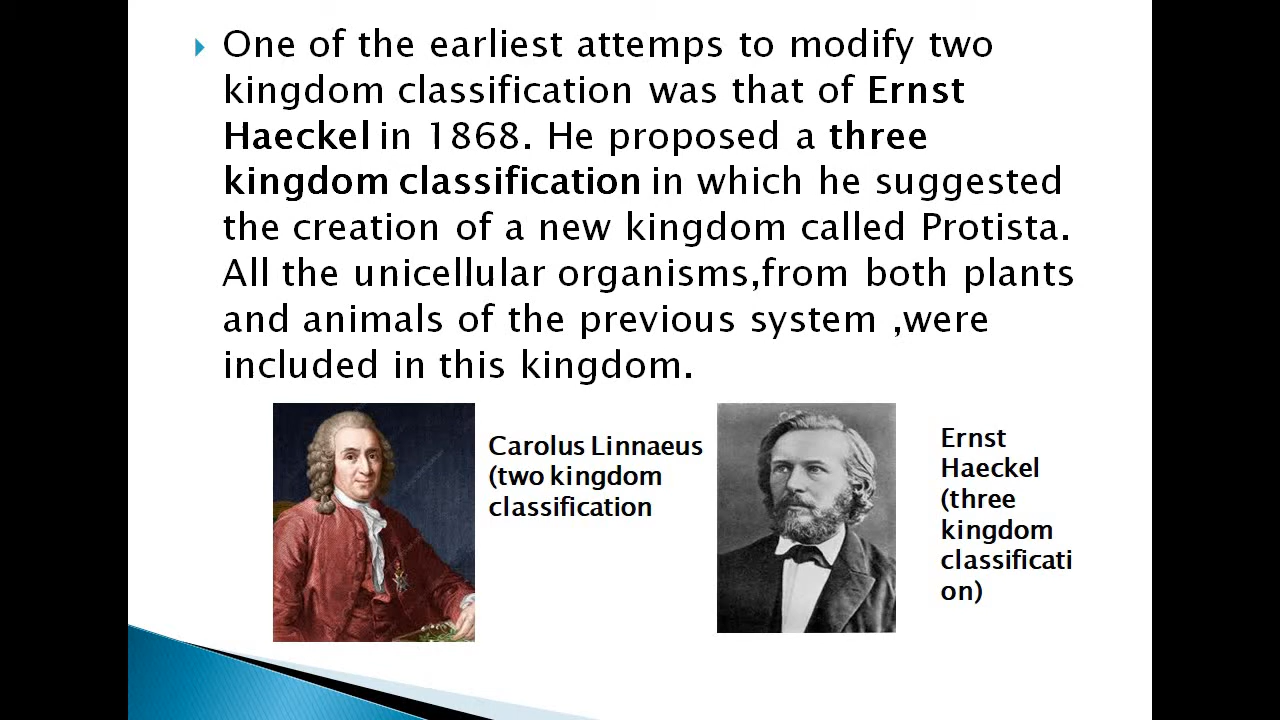 One of the earliest attemps to modify two
kingdom classification was that of Ernst
Haeckel in 1868. He proposed a three
kingdom classification in which he suggested
the creation of a new kingdom called Protista.
All the unicellular organisms,from both plants
and animals of the previous system ,were
included in this kingdom.
Carolus Linnaeus
(two kingdom
classification
Ernst
Haeckel
(three
kingdom
classificati
on)